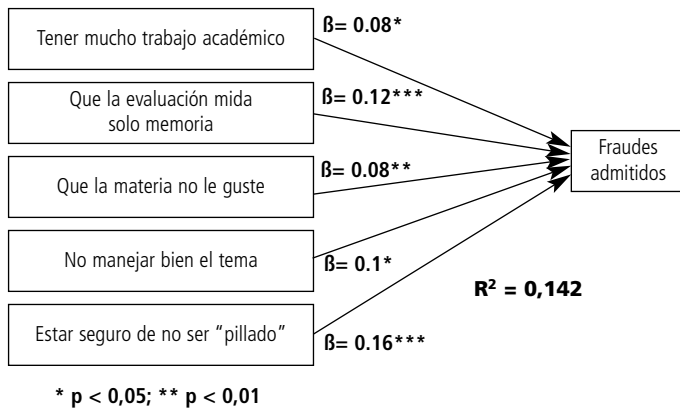 Tener mucho trabajo académico
ß= 0.08*
Que la evaluación mida
solo memoria
ß= 0.12***
Que la materia no le guste
ß= 0.08**
No manejar bien el tema
ß= 0.1*
Estar seguro de no ser “pillado”
ß= 0.16***
Fraudes
admitidos
R² = 0,142
* p < 0,05; ** p < 0,01